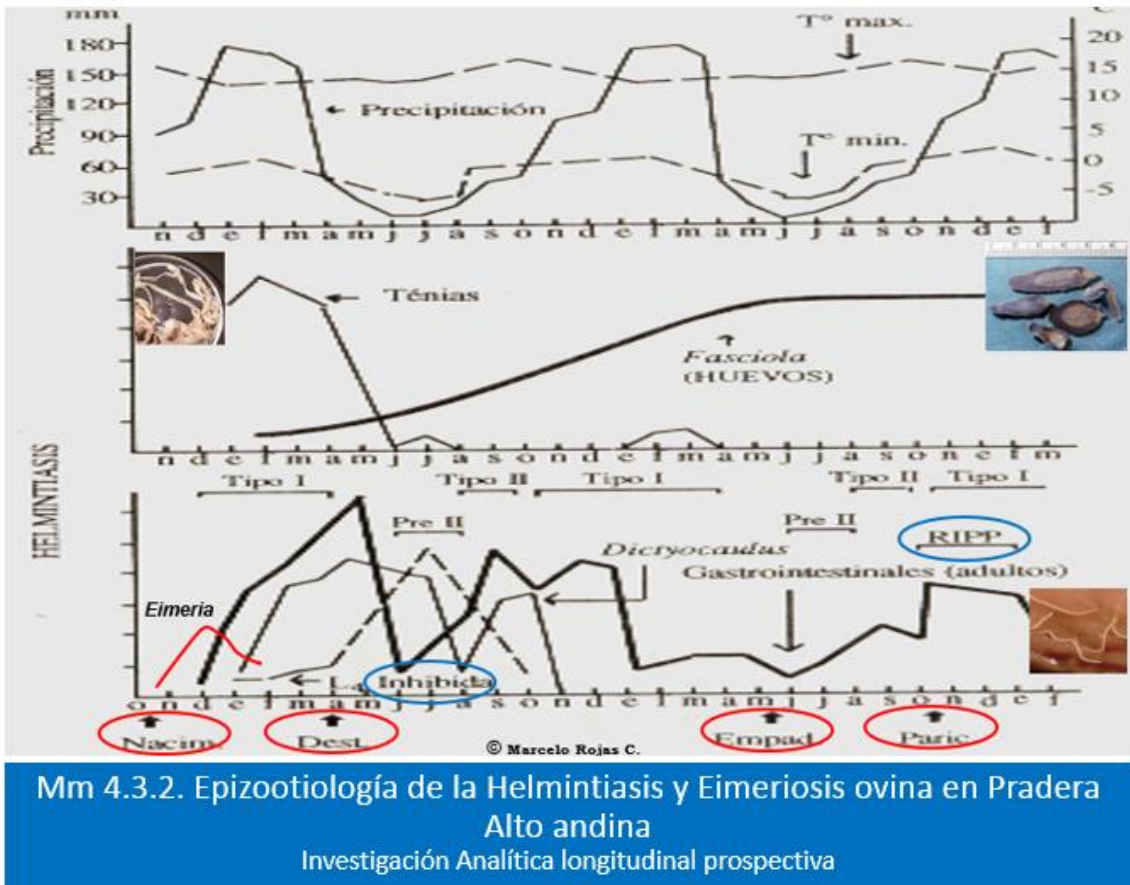 mm
C
180
150
120
90
60
30
Precipitación
20
15
10
5
0
-5
T° max.
Precipitación
T° min.
n d e f m a m j j a s o n d e f m a m j j a s o n d e f
Ténias
Fasciola
(HUEVOS)
n d e f m a m j j a s o n d e f m a m j j a s o n d e f m
HELMINTIASIS
Tipo I
Tipo II
Tipo I
Tipo II
Tipo I
Pre II
Pre II
RIPP
Dictyocaulus
Gastrointestinales (adultos)
Eimeria
L4 Inhibida
o n d e f m a m j j a s o n d e f m a m j j a s o n d e f
Nacim.
Dest.
Empad.
Paric.
© Marcelo Rojas C.
Mm 4.3.2. Epizootiología de la Helmintiasis y Eimeriosis ovina en Pradera
Alto andina
Investigación Analítica longitudinal prospectiva